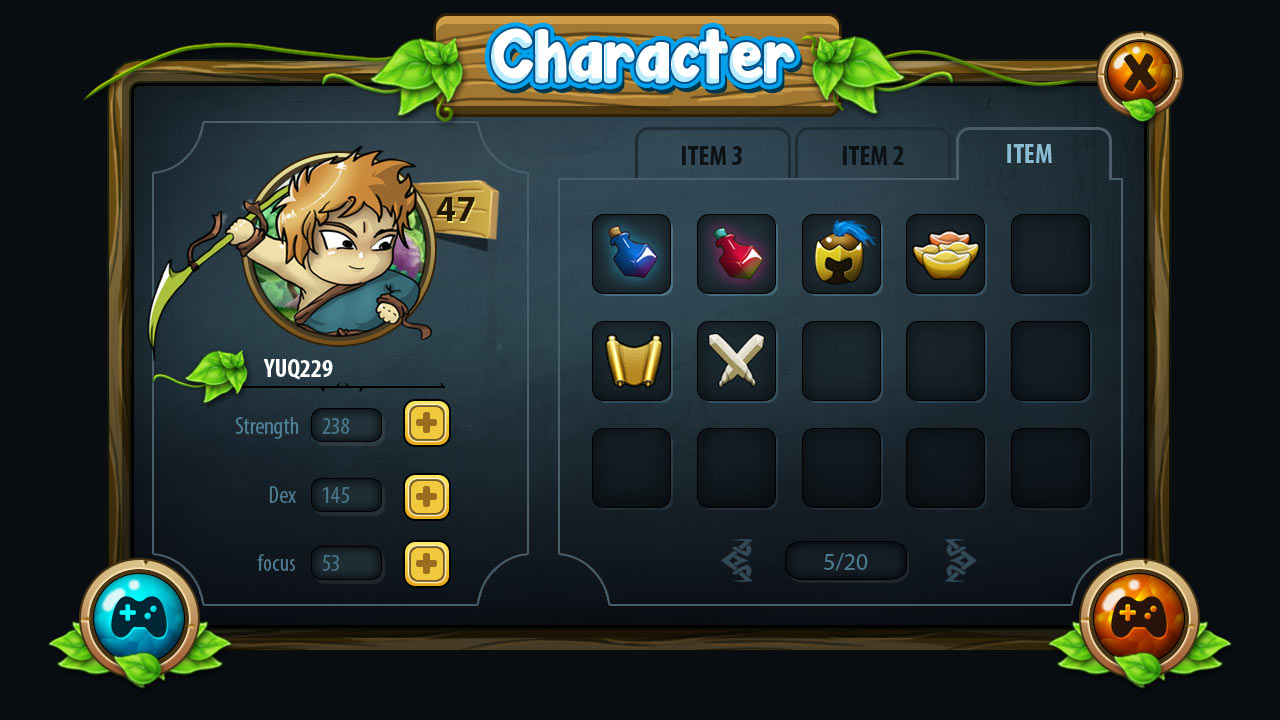 Character
47
YUQ229
Strength 238
Dex 145
focus 53
ITEM 3
ITEM 2
ITEM
5/20